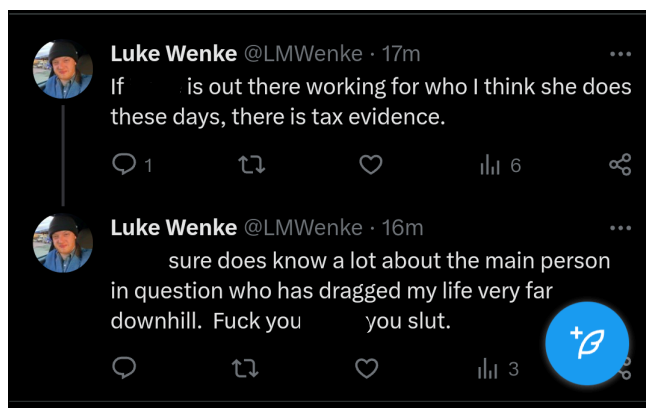 Luke Wenke @LMWenke · 17m
If is out there working for who I think she does
these days, there is tax evidence.
1 6
Luke Wenke @LMWenke · 16m
sure does know a lot about the main person
in question who has dragged my life very far
downhill. Fuck you you slut.
3